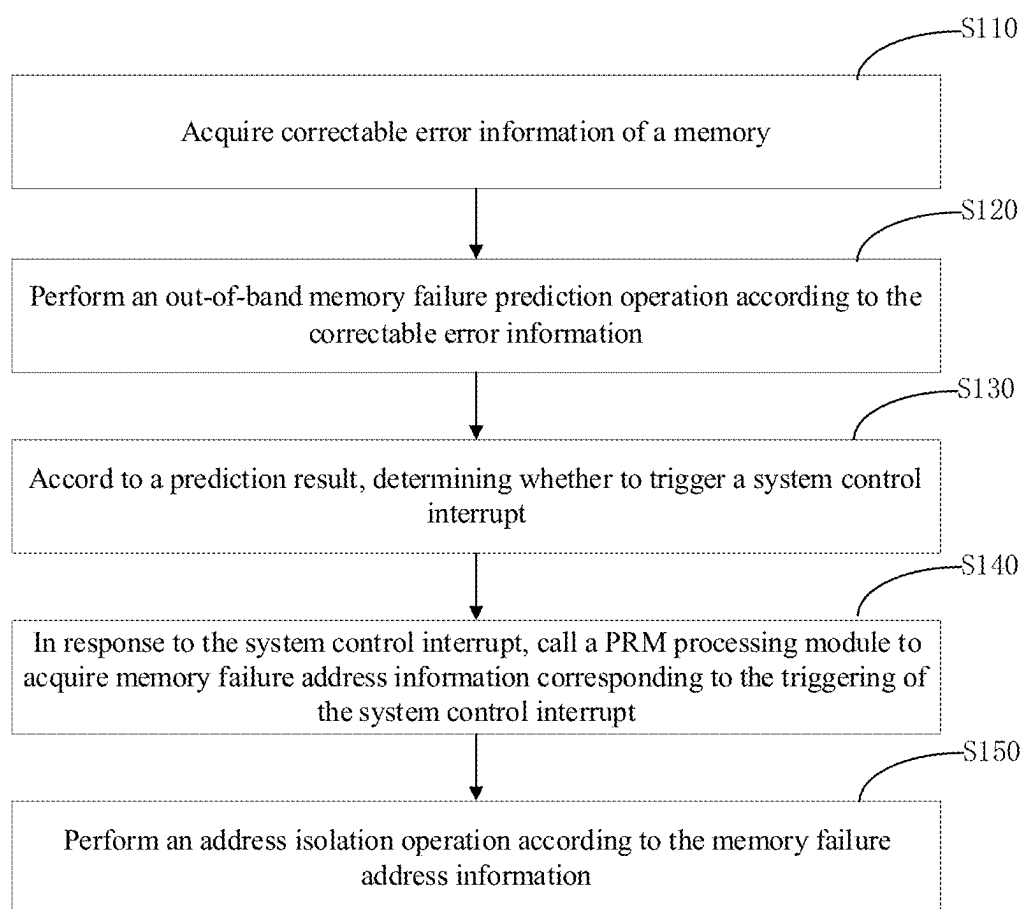 S110
Acquire correctable error information of a memory
S120
Perform an out-of-band memory failure prediction operation according to the
correctable error information
S130
Accord to a prediction result, determining whether to trigger a system control
interrupt
S140
In response to the system control interrupt, call a PRM processing module to
acquire memory failure address information corresponding to the triggering of
the system control interrupt
S150
Perform an address isolation operation according to the memory failure
address information